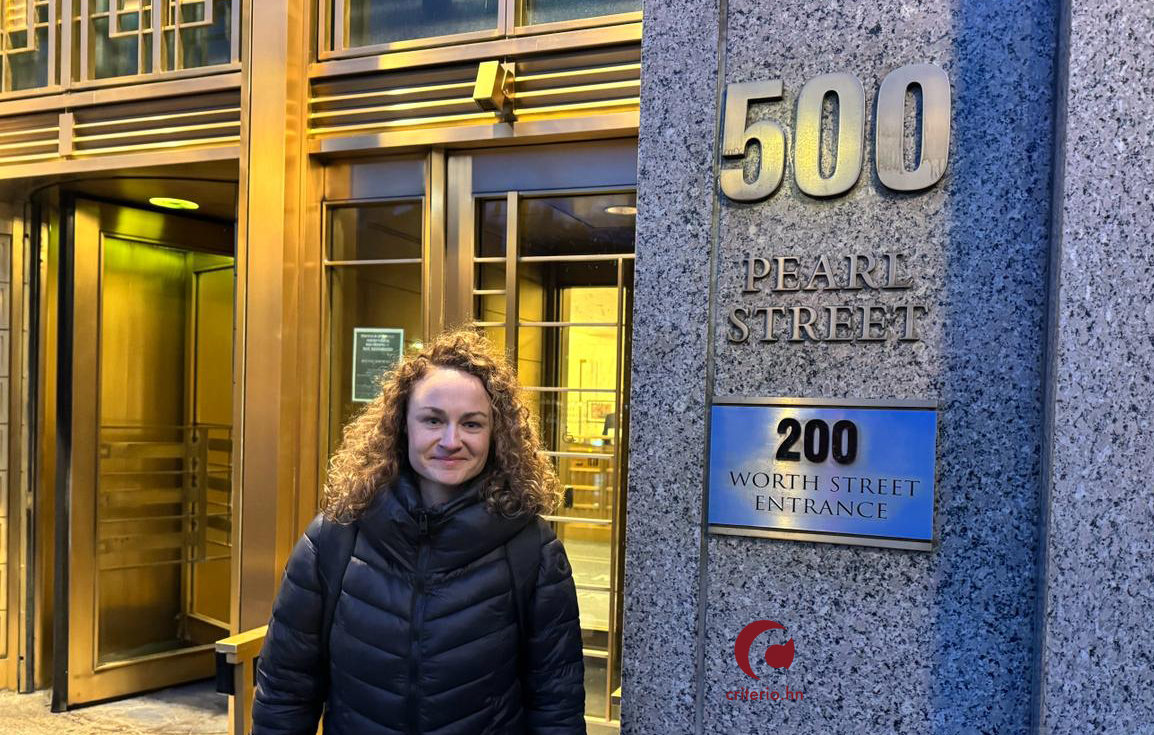 500
PEARL
STREET
200
WORTH STREET
ENTRANCE
criterio.hn